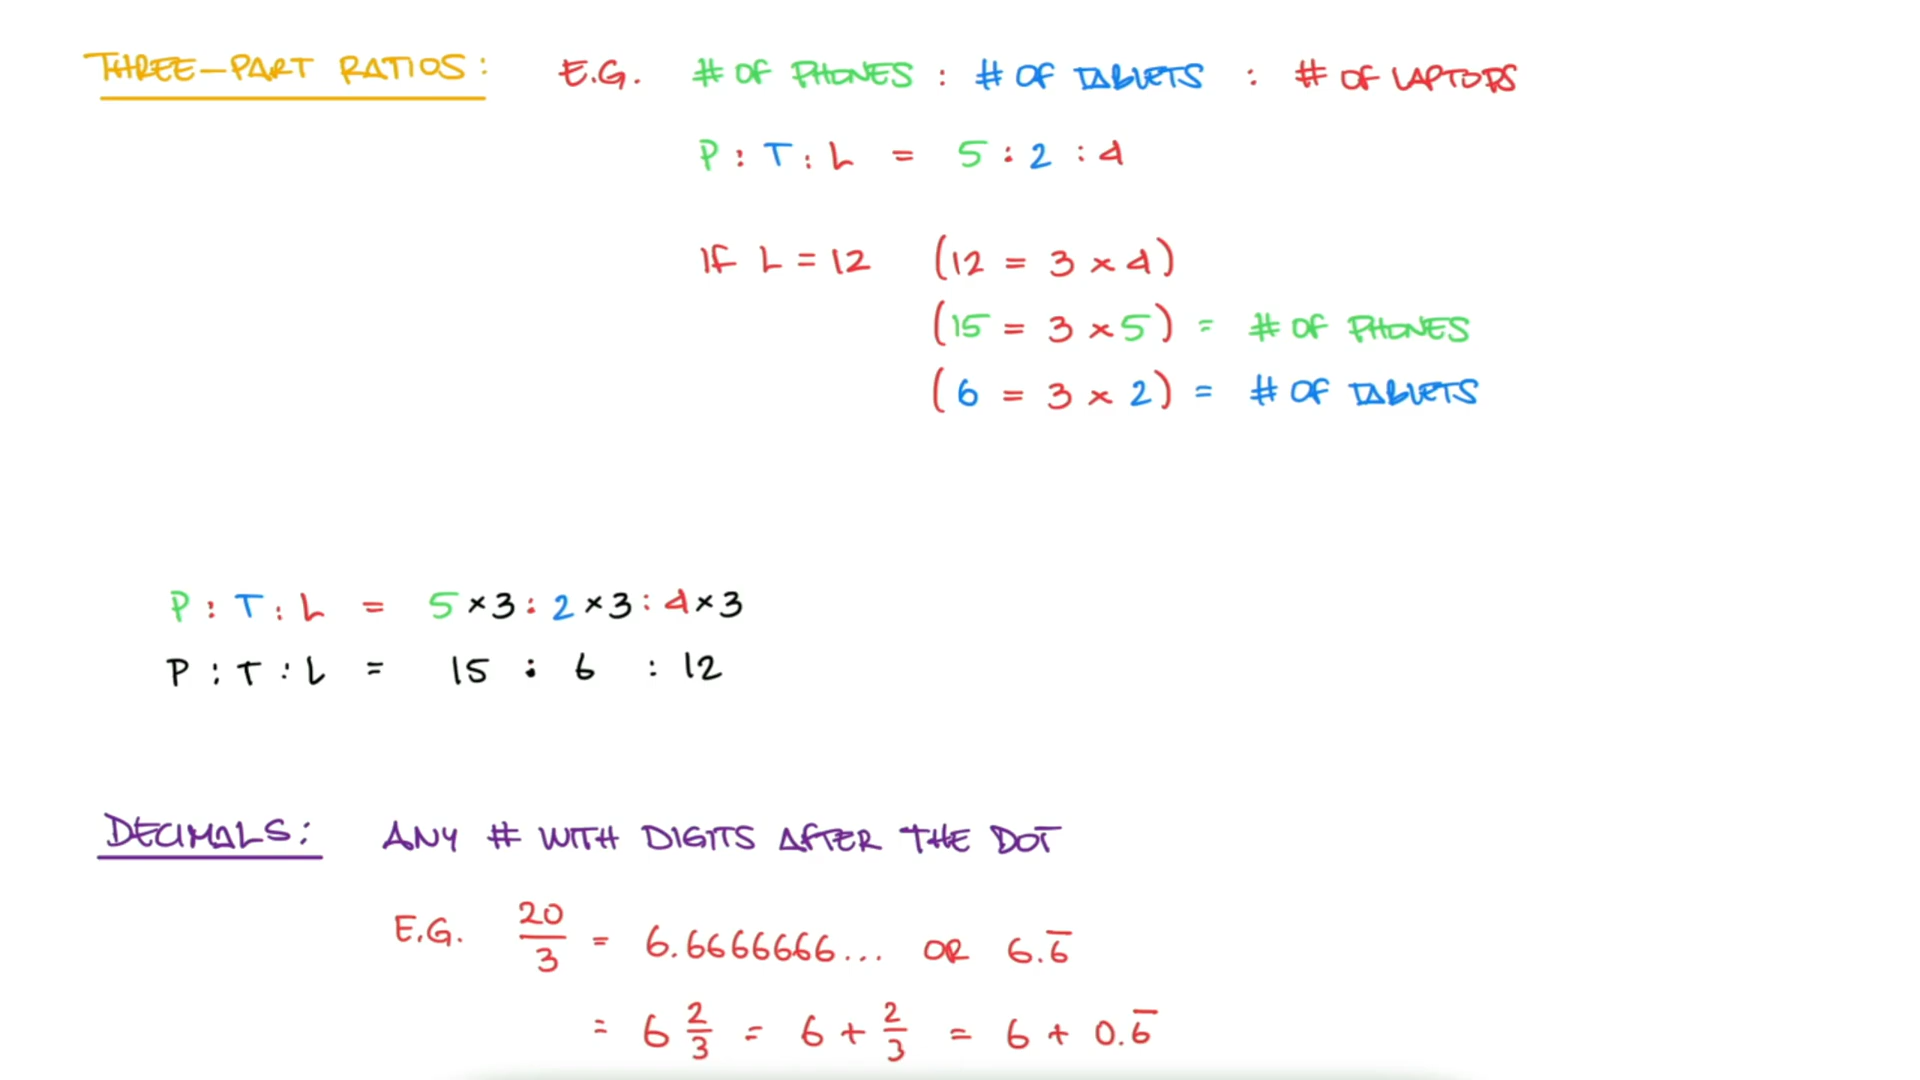 THREE-PART RATIOS: E.G. # OF PHONES : # OF TABLETS : # OF LAPTOPS
P : T : L = 5 : 2 : 4
IF L = 12 (12 = 3 × 4)
(15 = 3 × 5) = # OF PHONES
(6 = 3 × 2) = # OF TABLETS
P : T : L = 5 × 3 : 2 × 3 : 4 × 3
P : T : L = 15 : 6 : 12
DECIMALS: ANY # WITH DIGITS AFTER THE DOT
E.G. 20/3 = 6.6666666... OR 6.6̅
= 6 2/3 = 6 + 2/3 = 6 + 0.6̅